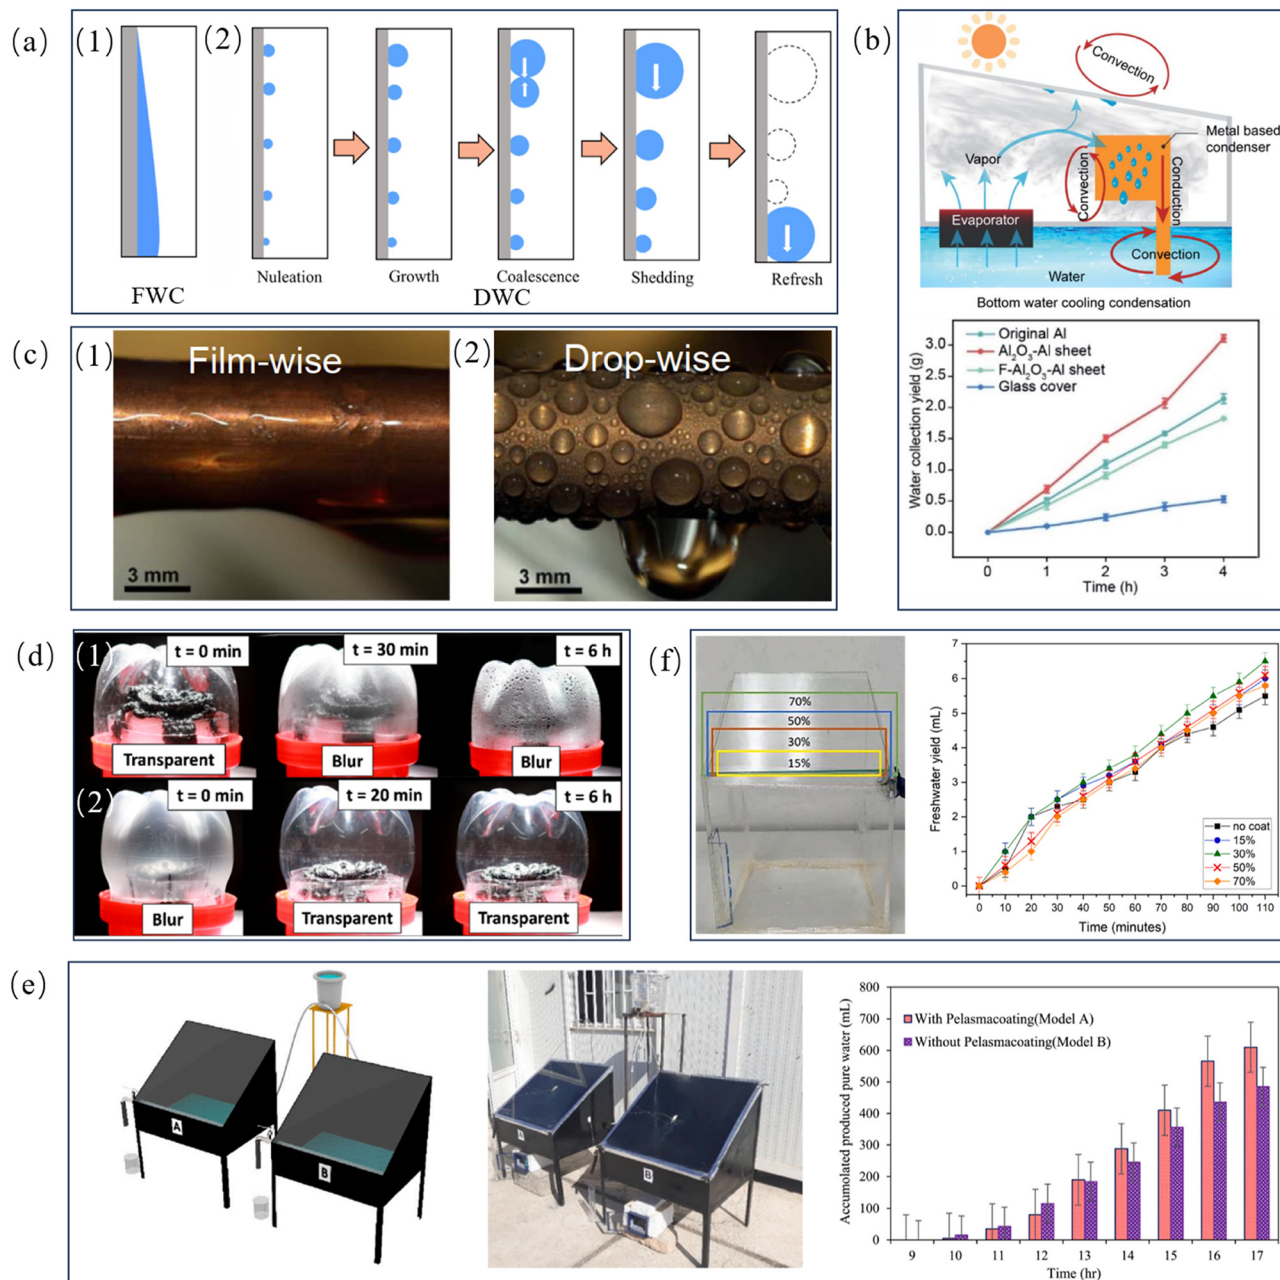 (a)
(1)
FWC
(2)
Nuleation
Growth
Coalescence
Shedding
Refresh
DWC
(b)
Convection
Metal based
condenser
Vapor
Convection
Conduction
Evaporator
Convection
Water
Bottom water cooling condensation
Water collection yield (g)
3.0
2.5
2.0
1.5
1.0
0.5
0.0
Original Al
Al₂O₃-Al sheet
F-Al₂O₃-Al sheet
Glass cover
0 1 2 3 4
Time (h)
(c)
(1)
Film-wise
3 mm
(2)
Drop-wise
3 mm
(d)
(1)
t = 0 min
Transparent
t = 30 min
Blur
t = 6 h
Blur
(2)
t = 0 min
Blur
t = 20 min
Transparent
t = 6 h
Transparent
(f)
70%
50%
30%
15%
Freshwater yield (mL)
7
6
5
4
3
2
1
0
no coat
15%
30%
50%
70%
0 10 20 30 40 50 60 70 80 90 100 110
Time (minutes)
(e)
A
B
A
B
Accumulated produced pure water (mL)
800
700
600
500
400
300
200
100
0
With Pelasmacoating(Model A)
Without Pelasmacoating(Model B)
9 10 11 12 13 14 15 16 17
Time (hr)